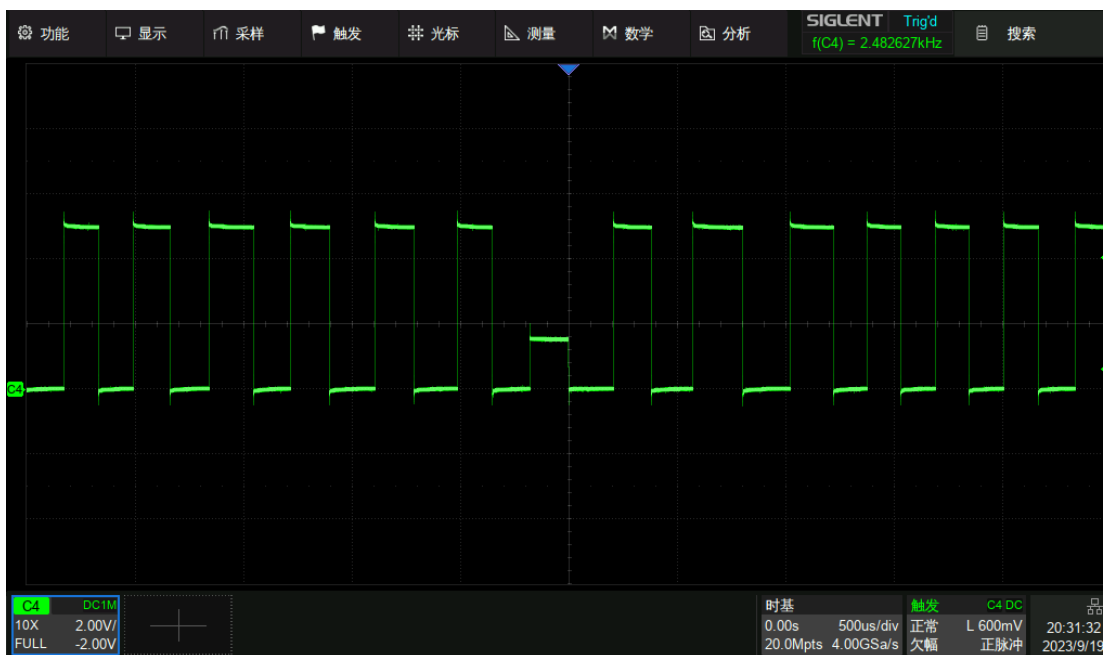 功能 显示 采样 触发 光标 测量 数学 分析 SIGLENT Trig'd 搜索
f(C4) = 2.482627kHz
C4
C4 DC1M
10X 2.00V/
FULL -2.00V
时基
0.00s 500us/div
20.0Mpts 4.00GSa/s
触发 C4 DC
正常 L 600mV
欠幅 正脉冲
20:31:32
2023/9/19